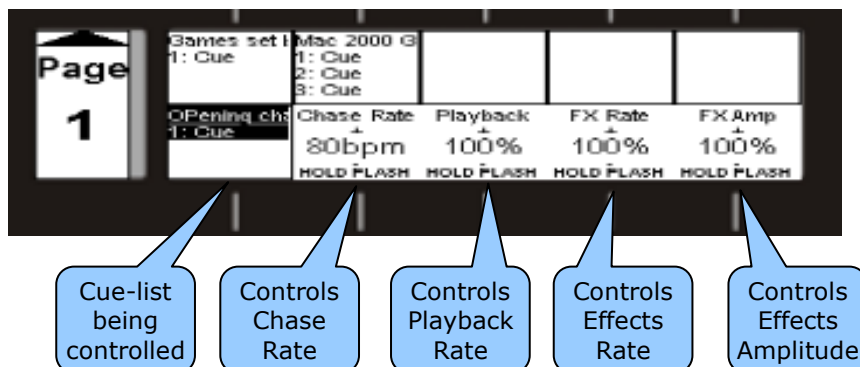 Page
1
Games set
1: Cue
Mac 2000 G
1: Cue
2: Cue
3: Cue
OPening cha
1: Cue
Chase Rate
80bpm
HOLD FLASH
Playback
100%
HOLD FLASH
FX Rate
100%
HOLD FLASH
FX Amp
100%
HOLD FLASH
Cue-list
being
controlled
Controls
Chase
Rate
Controls
Playback
Rate
Controls
Effects
Rate
Controls
Effects
Amplitude